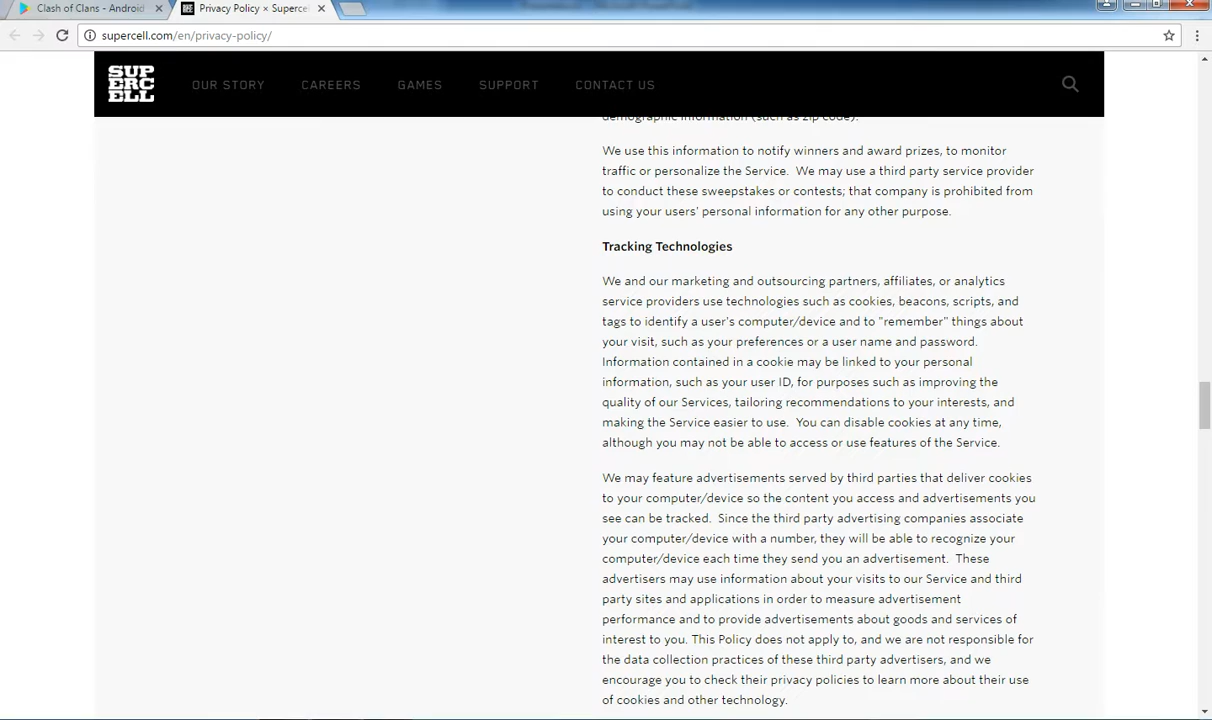 Clash of Clans - Android
Privacy Policy × Superce
supercell.com/en/privacy-policy/
SUP
ERC
ELL
OUR STORY
CAREERS
GAMES
SUPPORT
CONTACT US
demographic information (such as zip code).
We use this information to notify winners and award prizes, to monitor
traffic or personalize the Service.  We may use a third party service provider
to conduct these sweepstakes or contests; that company is prohibited from
using your users' personal information for any other purpose.
Tracking Technologies
We and our marketing and outsourcing partners, affiliates, or analytics
service providers use technologies such as cookies, beacons, scripts, and
tags to identify a user's computer/device and to "remember" things about
your visit, such as your preferences or a user name and password.
Information contained in a cookie may be linked to your personal
information, such as your user ID, for purposes such as improving the
quality of our Services, tailoring recommendations to your interests, and
making the Service easier to use.  You can disable cookies at any time,
although you may not be able to access or use features of the Service.
We may feature advertisements served by third parties that deliver cookies
to your computer/device so the content you access and advertisements you
see can be tracked.  Since the third party advertising companies associate
your computer/device with a number, they will be able to recognize your
computer/device each time they send you an advertisement.  These
advertisers may use information about your visits to our Service and third
party sites and applications in order to measure advertisement
performance and to provide advertisements about goods and services of
interest to you. This Policy does not apply to, and we are not responsible for
the data collection practices of these third party advertisers, and we
encourage you to check their privacy policies to learn more about their use
of cookies and other technology.